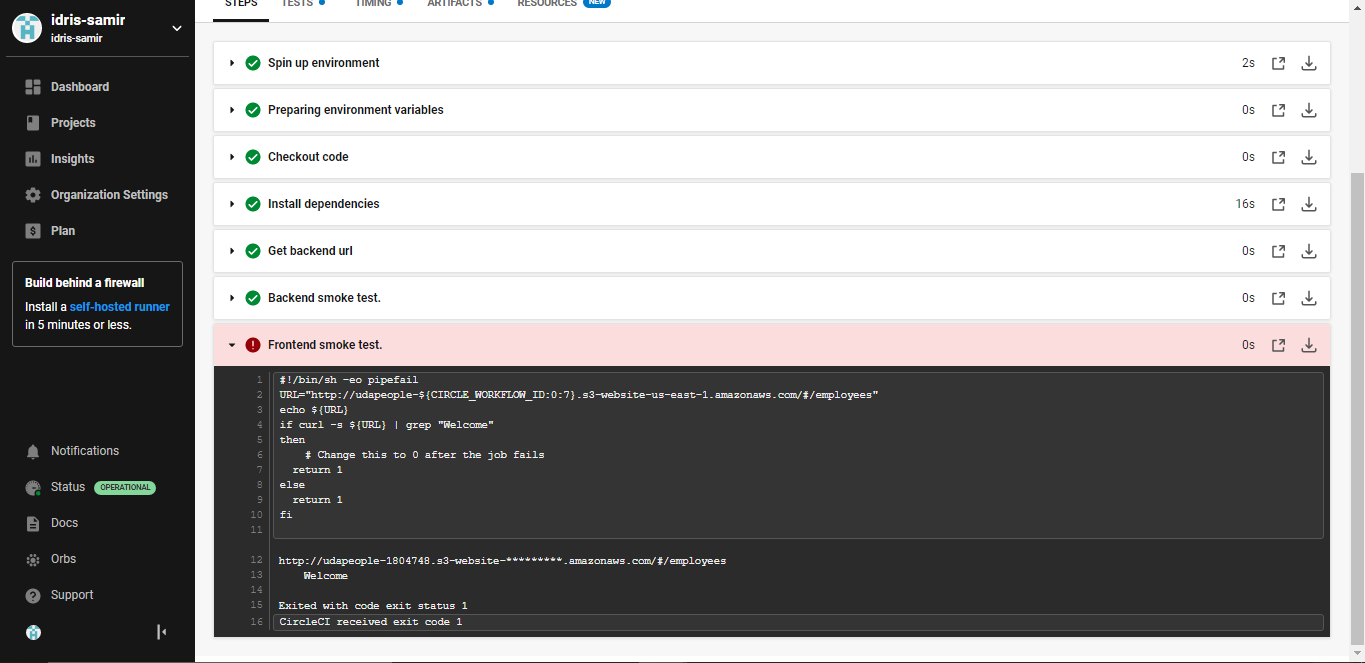 idris-samir
idris-samir
Dashboard
Projects
Insights
Organization Settings
Plan
Build behind a firewall
Install a self-hosted runner
in 5 minutes or less.
Notifications
Status OPERATIONAL
Docs
Orbs
Support
STEPS TESTS TIMING ARTIFACTS RESOURCES NEW
Spin up environment 2s
Preparing environment variables 0s
Checkout code 0s
Install dependencies 16s
Get backend url 0s
Backend smoke test. 0s
Frontend smoke test. 0s
1 #!/bin/sh -eo pipefail
2 URL="http://udapeople-${CIRCLE_WORKFLOW_ID:0:7}.s3-website-us-east-1.amazonaws.com/#/employees"
3 echo ${URL}
4 if curl -s ${URL} | grep "Welcome"
5 then
6     # Change this to 0 after the job fails
7   return 1
8 else
9   return 1
10 fi
11
12 http://udapeople-1804748.s3-website-*********.amazonaws.com/#/employees
13     Welcome
14
15 Exited with code exit status 1
16 CircleCI received exit code 1